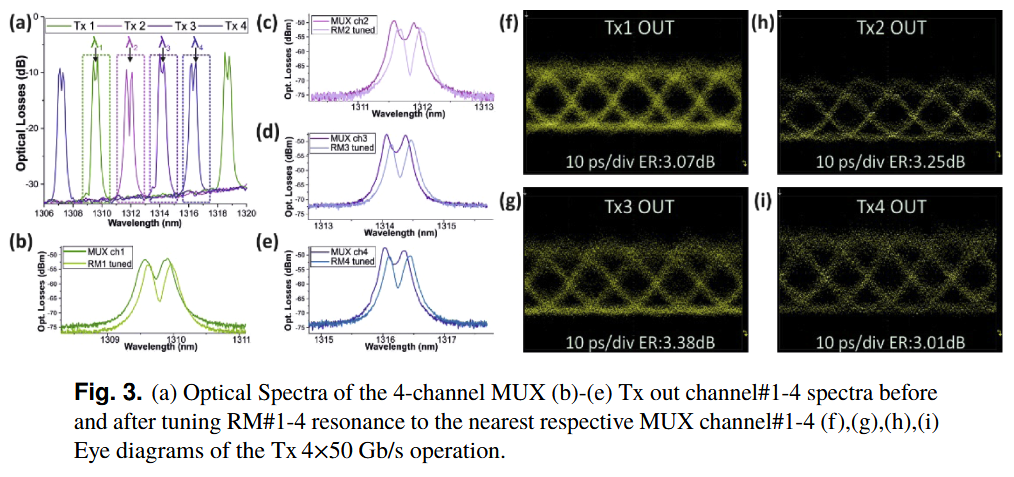 (a)
Tx 1 Tx 2 Tx 3 Tx 4
λ1 λ2 λ3 λ4
Optical Losses (dB)
0
-10
-20
-30
1306 1308 1310 1312 1314 1316 1318 1320
Wavelength (nm)
(b)
MUX ch1
RM1 tuned
Opt. Losses (dBm)
-50
-55
-60
-65
-70
-75
1309 1310 1311
Wavelength (nm)
(c)
MUX ch2
RM2 tuned
Opt. Losses (dBm)
-50
-60
-70
1311 1312 1313
Wavelength (nm)
(d)
MUX ch3
RM3 tuned
Opt. Losses (dBm)
-50
-55
-60
-65
-70
-75
1313 1314 1315
Wavelength (nm)
(e)
MUX ch4
RM4 tuned
Opt. Losses (dBm)
-50
-55
-60
-65
-70
-75
1315 1316 1317
Wavelength (nm)
(f)
Tx1 OUT
10 ps/div ER:3.07dB
(h)
Tx2 OUT
10 ps/div ER:3.25dB
(g)
Tx3 OUT
10 ps/div ER:3.38dB
(i)
Tx4 OUT
10 ps/div ER:3.01dB
Fig. 3. (a) Optical Spectra of the 4-channel MUX (b)-(e) Tx out channel#1-4 spectra before
and after tuning RM#1-4 resonance to the nearest respective MUX channel#1-4 (f),(g),(h),(i)
Eye diagrams of the Tx 4×50 Gb/s operation.